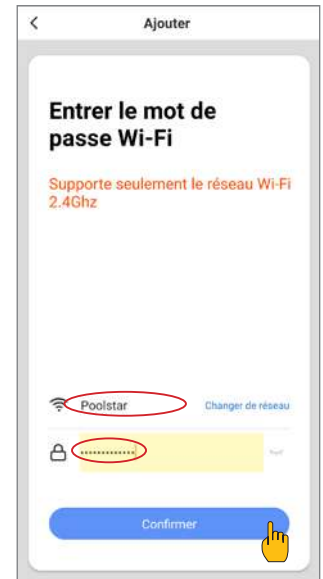 Ajouter
Entrer le mot de
passe Wi-Fi
Supporte seulement le réseau Wi-Fi
2.4Ghz
Poolstar
Changer de réseau
•••••••••••••
Confirmer